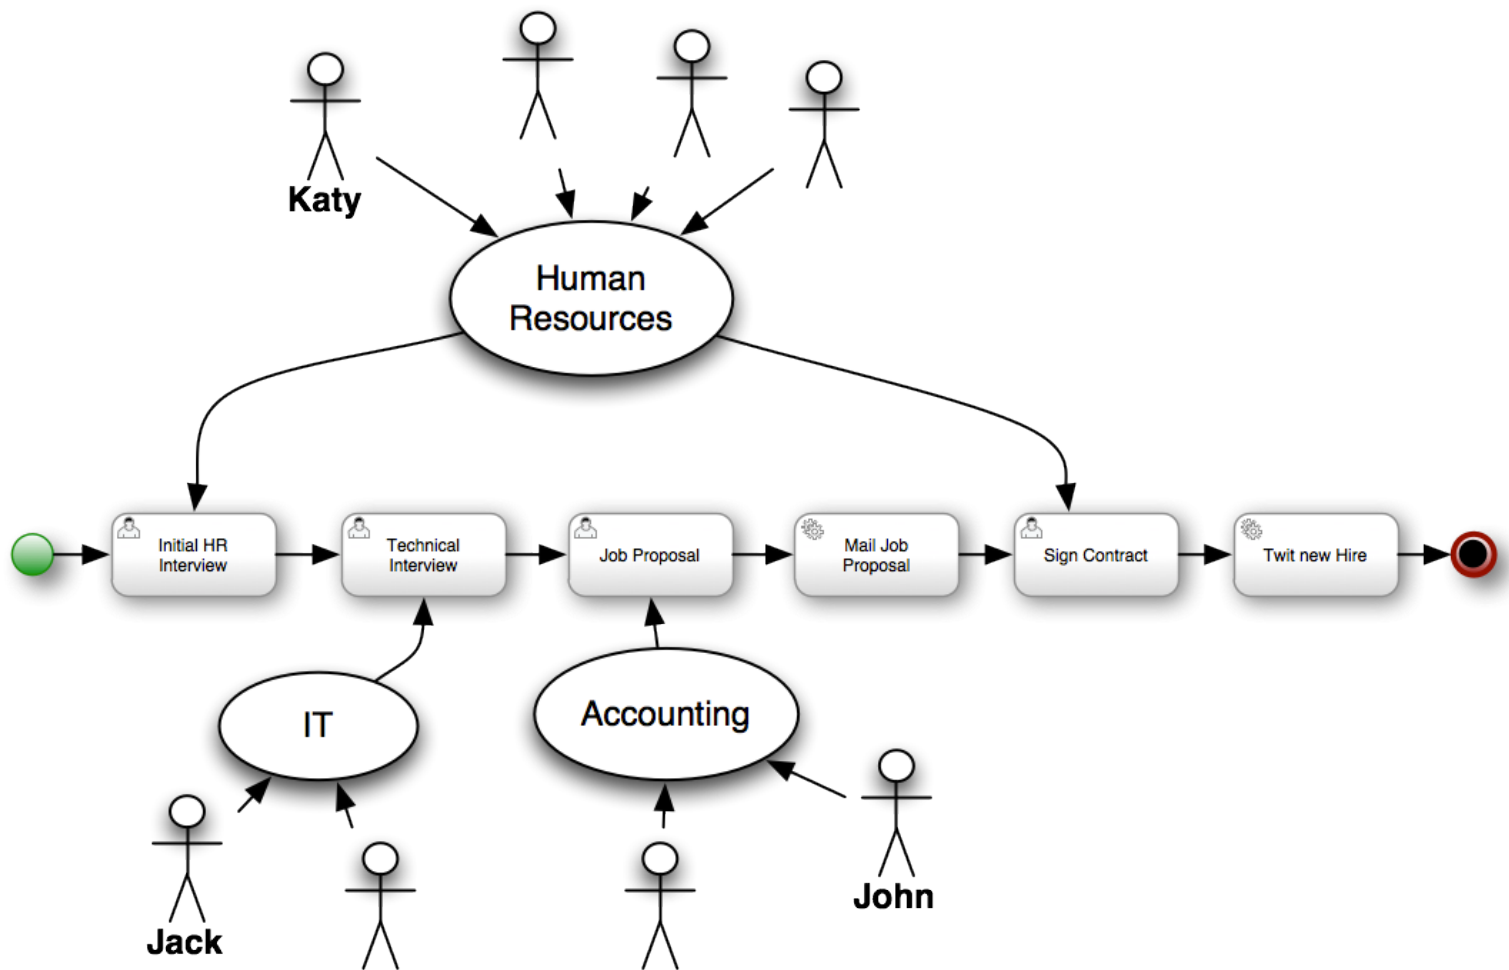 Katy
Human
Resources
Initial HR
Interview
Technical
Interview
Job Proposal
Mail Job
Proposal
Sign Contract
Twit new Hire
IT
Accounting
Jack
John